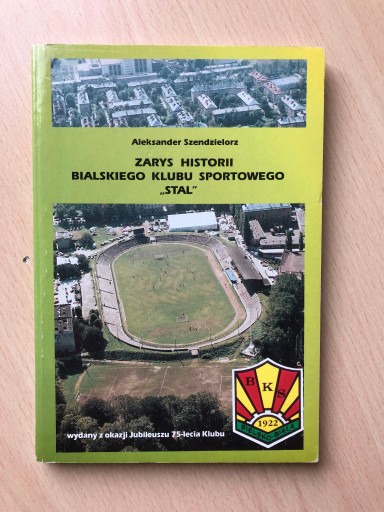 Aleksander Szendzielorz
ZARYS HISTORII
BIALSKIEGO KLUBU SPORTOWEGO
„STAL”
BKS
1922
BIELSKO-BIAŁA
wydany z okazji Jubileuszu 75-lecia Klubu